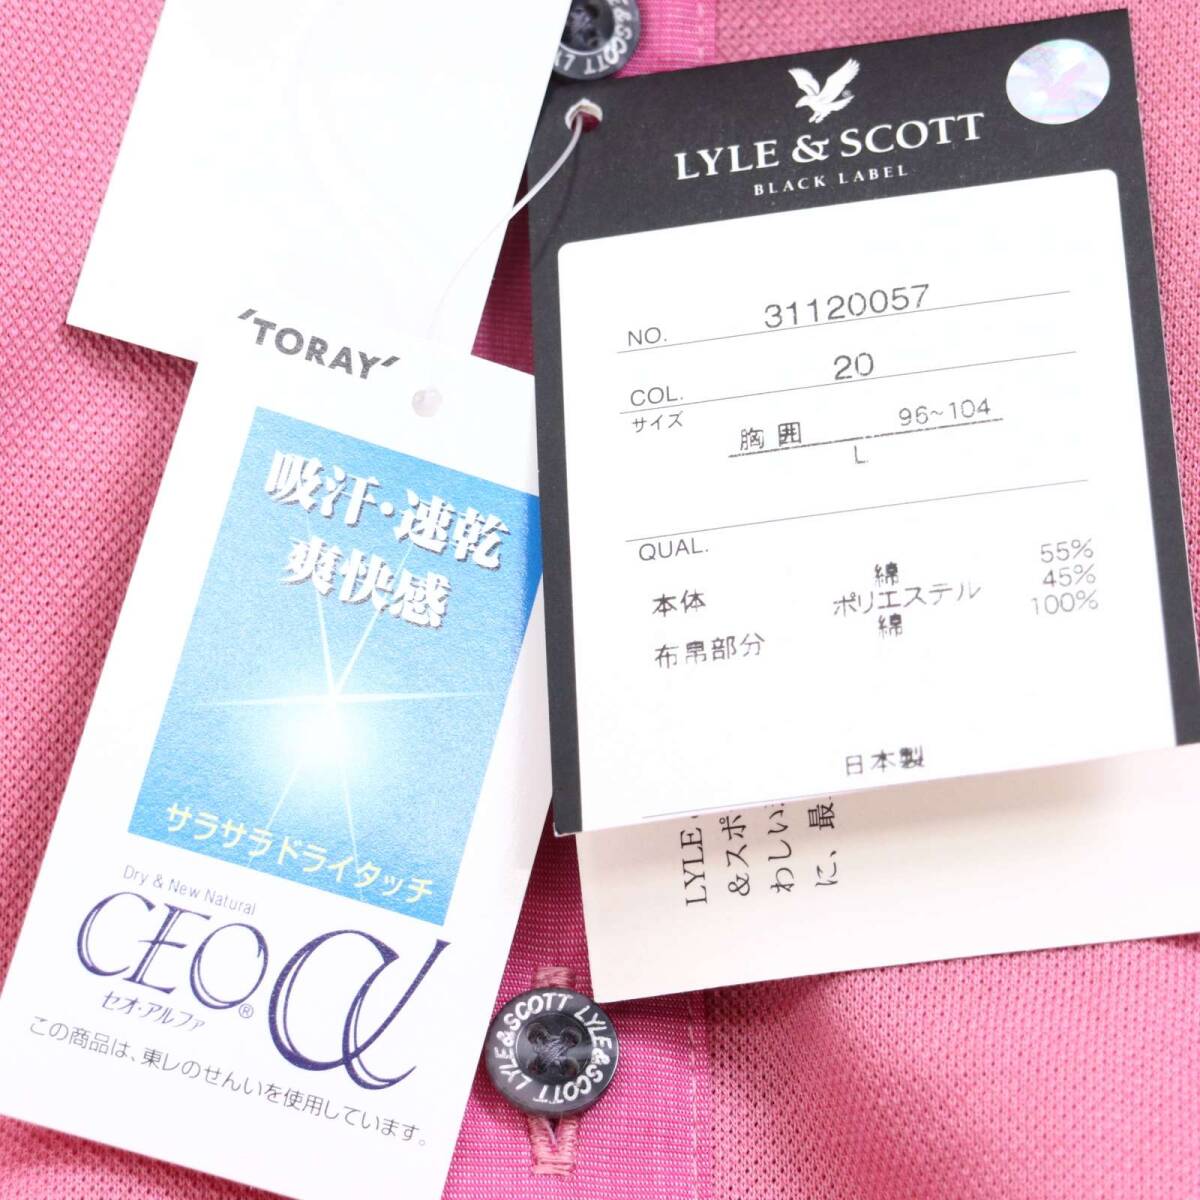 LYLE & SCOTT
BLACK LABEL
NO. 31120057
COL. 20
サイズ
胸囲 96~104
L
QUAL.
本体 綿 55%
ポリエステル 45%
布帛部分 綿 100%
日本製
LYLE
&スポ
わしい
に、最
'TORAY'
吸汗・速乾
爽快感
サラサラドライタッチ
Dry & New Natural
CEOα
®
セオ・アルファ
この商品は、東レのせんいを使用しています。
LYLE&SCOTT LYLE&SCOTT
&SCOTT LY